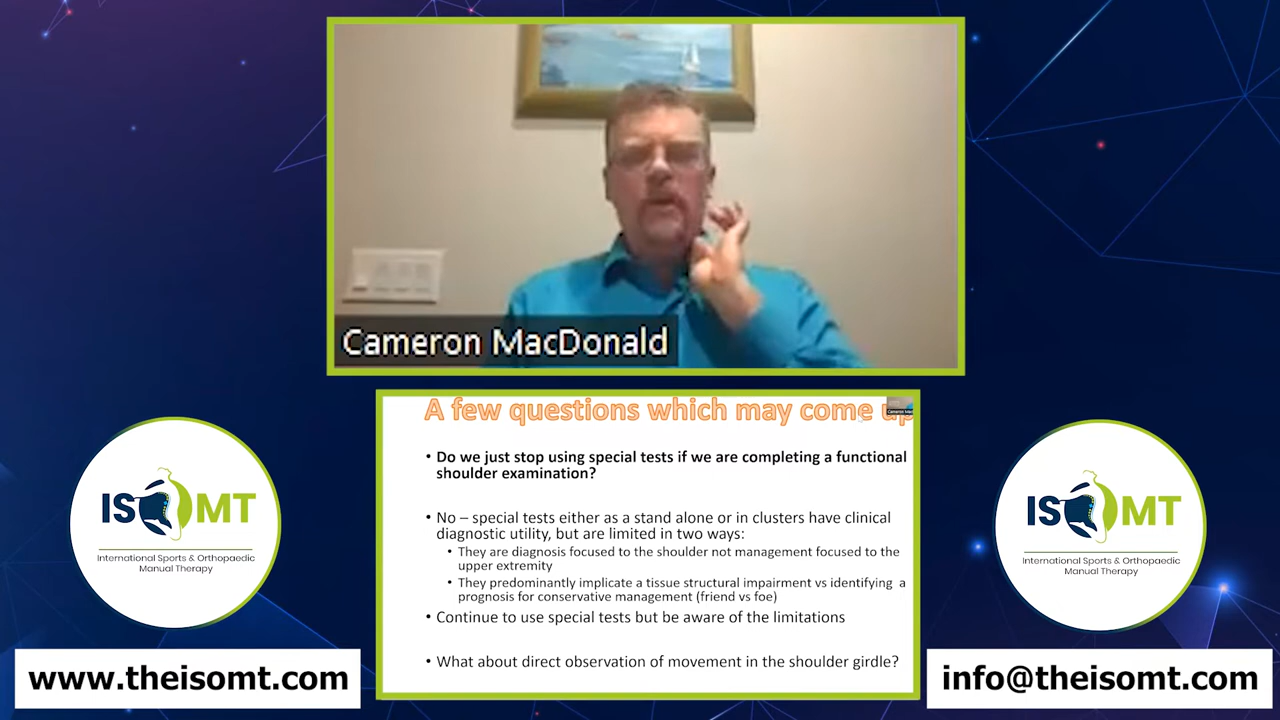 Cameron MacDonald
A few questions which may come up
• Do we just stop using special tests if we are completing a functional
shoulder examination?
• No – special tests either as a stand alone or in clusters have clinical
diagnostic utility, but are limited in two ways:
• They are diagnosis focused to the shoulder not management focused to the
upper extremity
• They predominantly implicate a tissue structural impairment vs identifying a
prognosis for conservative management (friend vs foe)
• Continue to use special tests but be aware of the limitations
• What about direct observation of movement in the shoulder girdle?
ISOMT
International Sports & Orthopaedic
Manual Therapy
ISOMT
International Sports & Orthopaedic
Manual Therapy
www.theisomt.com
info@theisomt.com